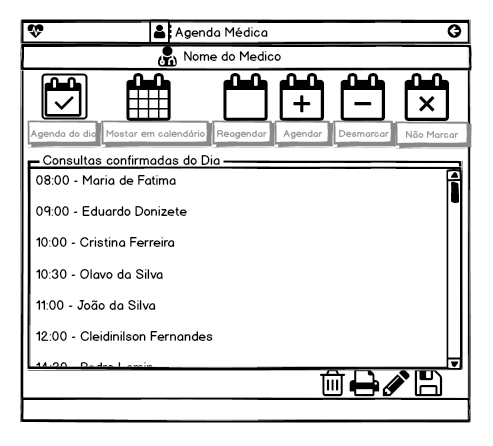 Agenda Médica
Nome do Medico
Agenda do dia Mostar em calendário Reagendar Agendar Desmarcar Não Marcar
Consultas confirmadas do Dia
08:00 - Maria de Fatima
09:00 - Eduardo Donizete
10:00 - Cristina Ferreira
10:30 - Olavo da Silva
11:00 - João da Silva
12:00 - Cleidinilson Fernandes